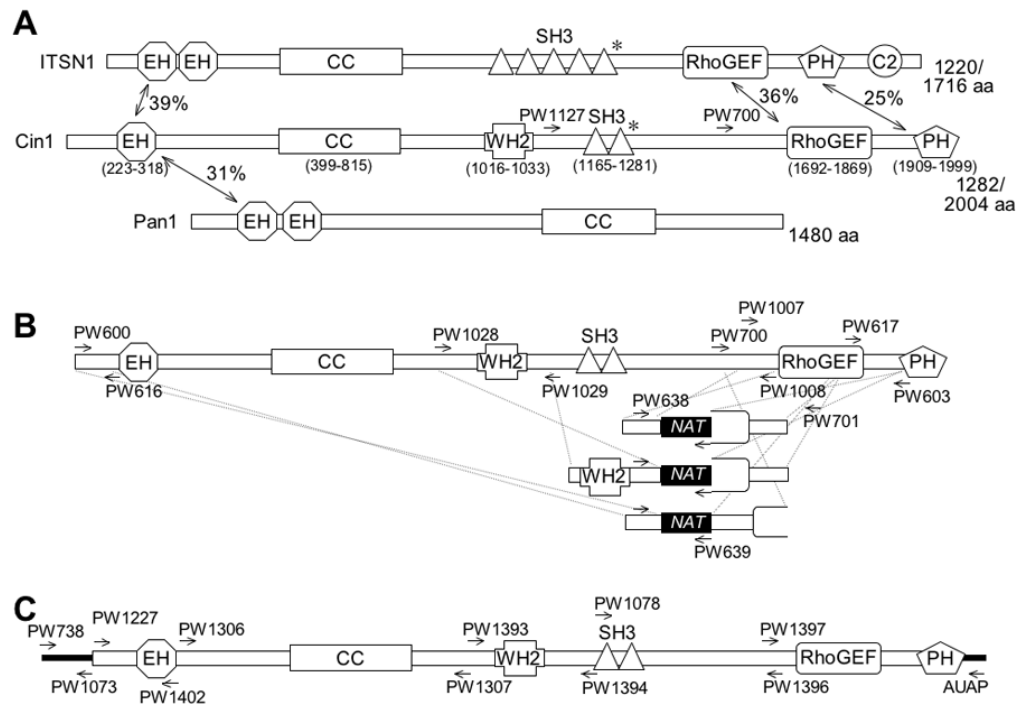 A
ITSN1
EH
EH
CC
SH3
*
RhoGEF
PH
C2
1220/
1716 aa
39%
36%
25%
Cin1
EH
CC
WH2
PW1127
SH3
*
PW700
RhoGEF
PH
(223-318)
(399-815)
(1016-1033)
(1165-1281)
(1692-1869)
(1909-1999)
31%
1282/
2004 aa
Pan1
EH
EH
CC
1480 aa
B
PW600
PW1028
SH3
PW700
PW1007
PW617
EH
CC
WH2
RhoGEF
PH
PW616
PW1029
PW638
PW1008
PW603
PW701
NAT
WH2
NAT
NAT
PW639
C
PW738
PW1227
PW1306
PW1393
PW1078
SH3
PW1397
EH
CC
WH2
RhoGEF
PH
PW1073
PW1402
PW1307
PW1394
PW1396
AUAP